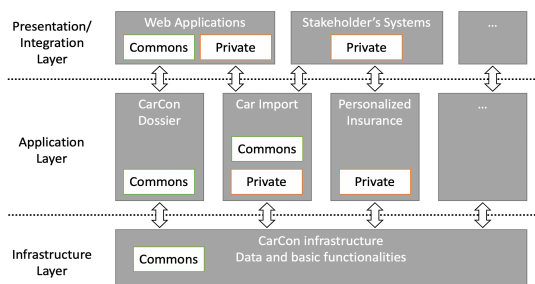 Presentation/
Integration
Layer
Web Applications
Commons
Private
Stakeholder's Systems
Private
...
Application
Layer
CarCon
Dossier
Commons
Car Import
Commons
Private
Personalized
Insurance
Private
...
Infrastructure
Layer
CarCon infrastructure
Data and basic functionalities
Commons